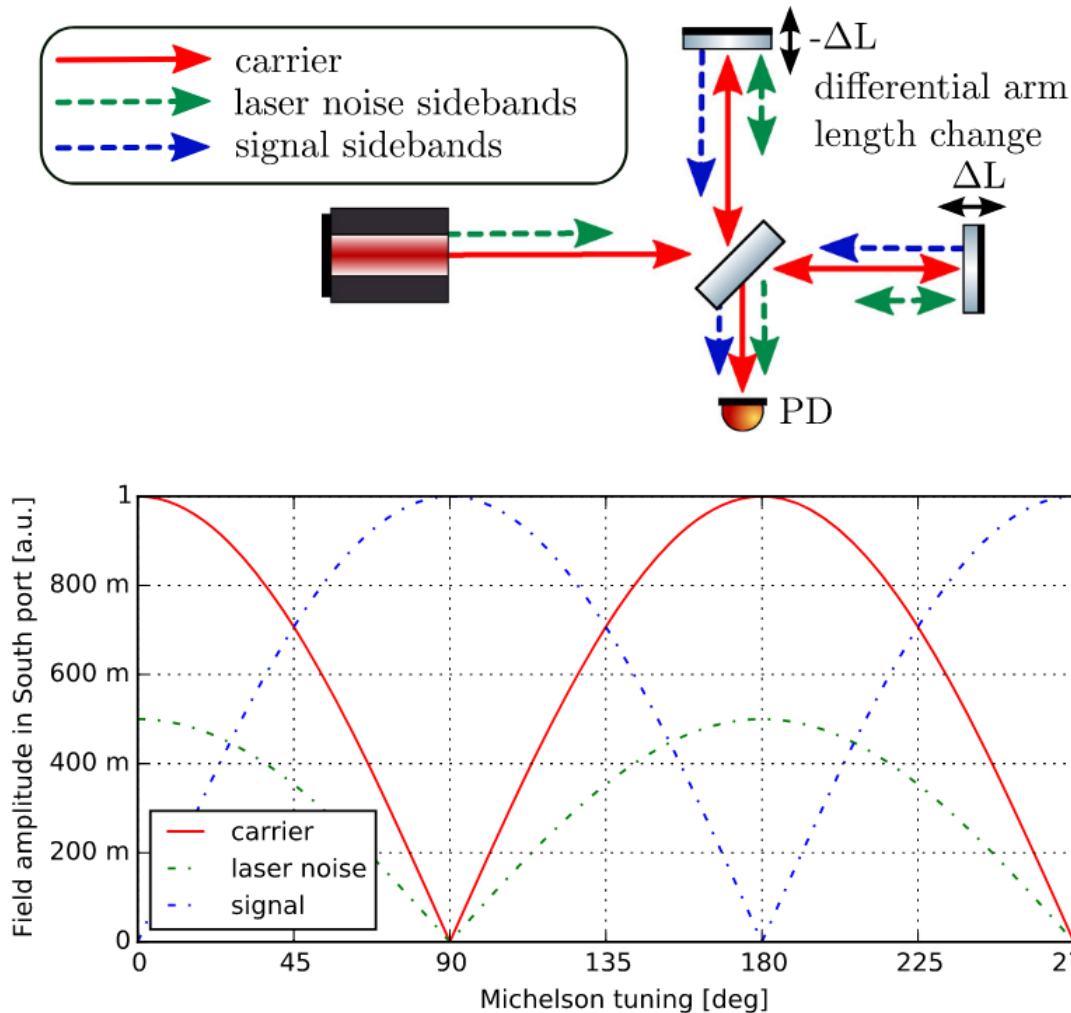 carrier
laser noise sidebands
signal sidebands
-ΔL
differential arm
length change
ΔL
PD
Field amplitude in South port [a.u.]
1
800 m
600 m
400 m
200 m
0
carrier
laser noise
signal
0 45 90 135 180 225 27
Michelson tuning [deg]